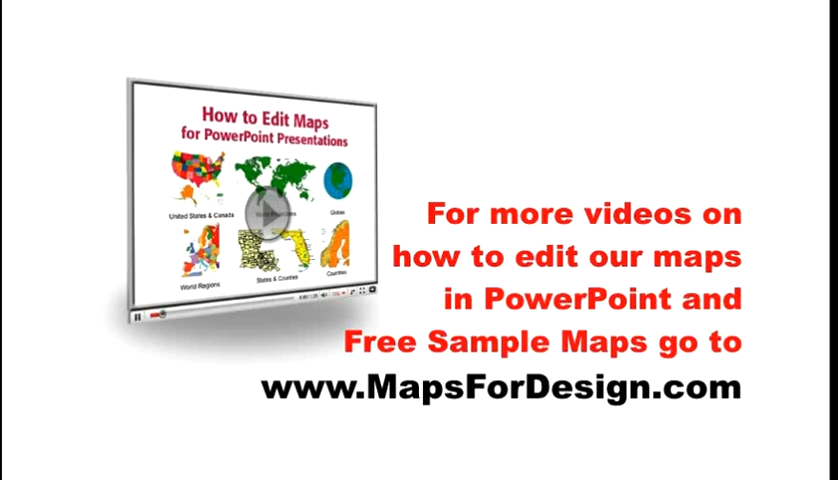 How to Edit Maps
for PowerPoint Presentations
United States & Canada
Globes
World Regions
States & Counties
Countries
For more videos on
how to edit our maps
in PowerPoint and
Free Sample Maps go to
www.MapsForDesign.com